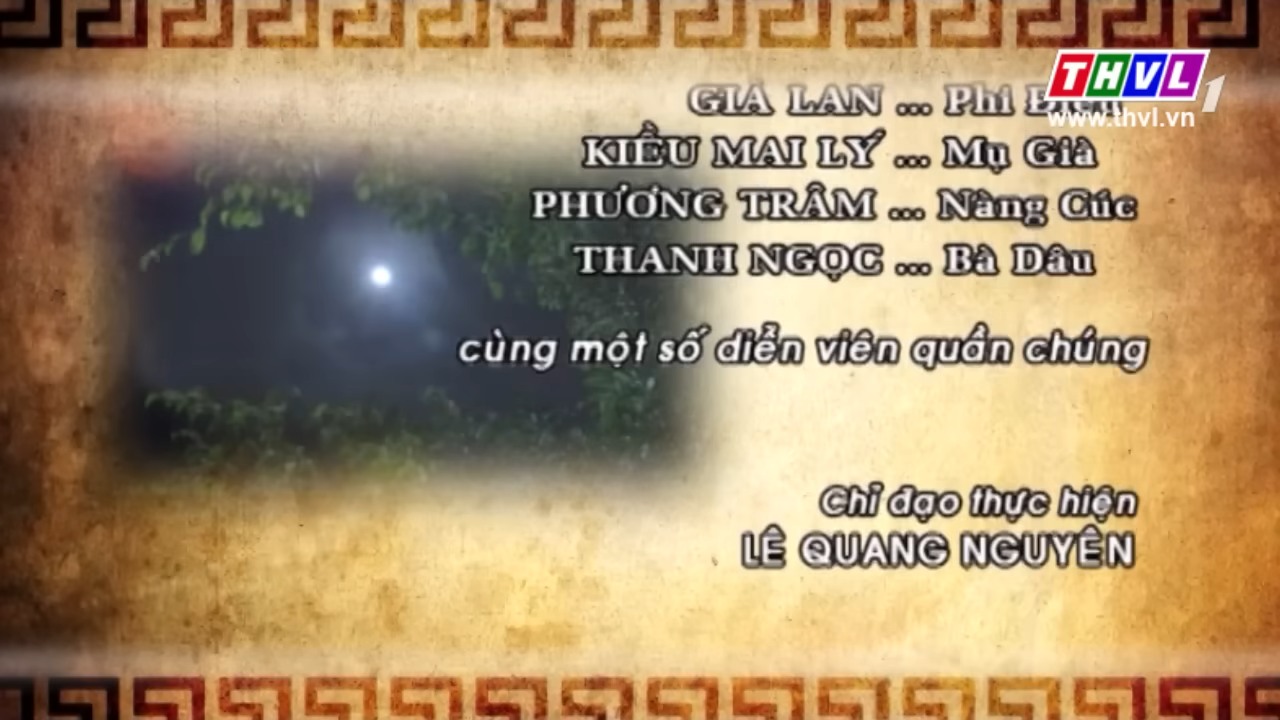 THVL1
www.thvl.vn
GIA LAN ... Phi
KIỀU MAI LÝ ... Mụ Già
PHƯƠNG TRÂM ... Nàng Cúc
THANH NGỌC ... Bà Dâu
cùng một số diễn viên quần chúng
Chỉ đạo thực hiện
LÊ QUANG NGUYÊN